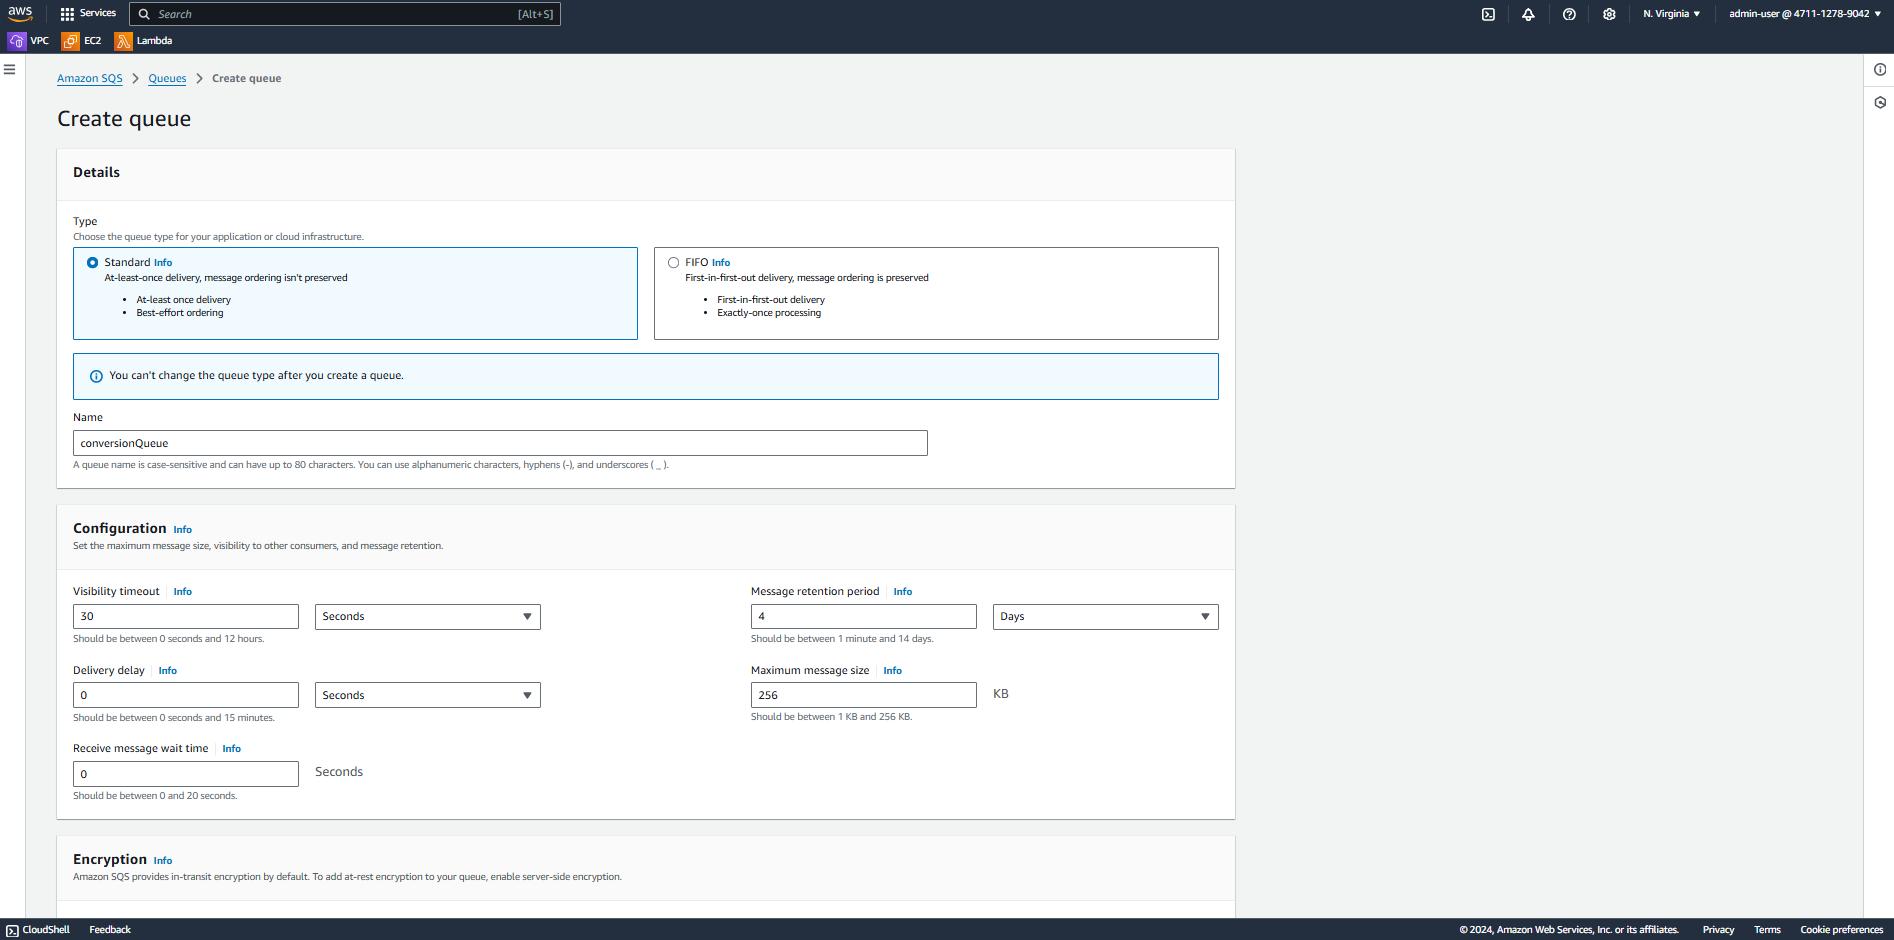 aws
Services
Search
[Alt+S]
N. Virginia
admin-user @ 4711-1278-9042
VPC
EC2
Lambda
Amazon SQS
Queues
Create queue
Create queue
Details
Type
Choose the queue type for your application or cloud infrastructure.
Standard Info
At-least-once delivery, message ordering isn't preserved
• At-least once delivery
• Best-effort ordering
FIFO Info
First-in-first-out delivery, message ordering is preserved
• First-in-first-out delivery
• Exactly-once processing
You can't change the queue type after you create a queue.
Name
conversionQueue
A queue name is case-sensitive and can have up to 80 characters. You can use alphanumeric characters, hyphens (-), and underscores ( _ ).
Configuration Info
Set the maximum message size, visibility to other consumers, and message retention.
Visibility timeout Info
30
Seconds
Should be between 0 seconds and 12 hours.
Message retention period Info
4
Days
Should be between 1 minute and 14 days.
Delivery delay Info
0
Seconds
Should be between 0 seconds and 15 minutes.
Maximum message size Info
256
KB
Should be between 1 KB and 256 KB.
Receive message wait time Info
0
Seconds
Should be between 0 and 20 seconds.
Encryption Info
Amazon SQS provides in-transit encryption by default. To add at-rest encryption to your queue, enable server-side encryption.
CloudShell
Feedback
© 2024, Amazon Web Services, Inc. or its affiliates.
Privacy
Terms
Cookie preferences